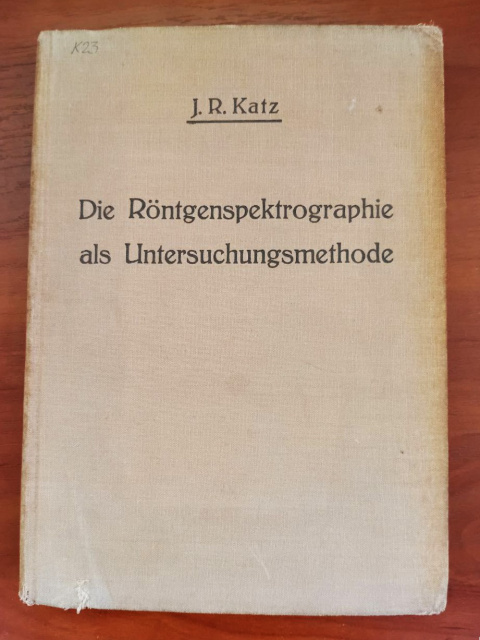 K23
J. R. Katz
Die Röntgenspektrographie
als Untersuchungsmethode